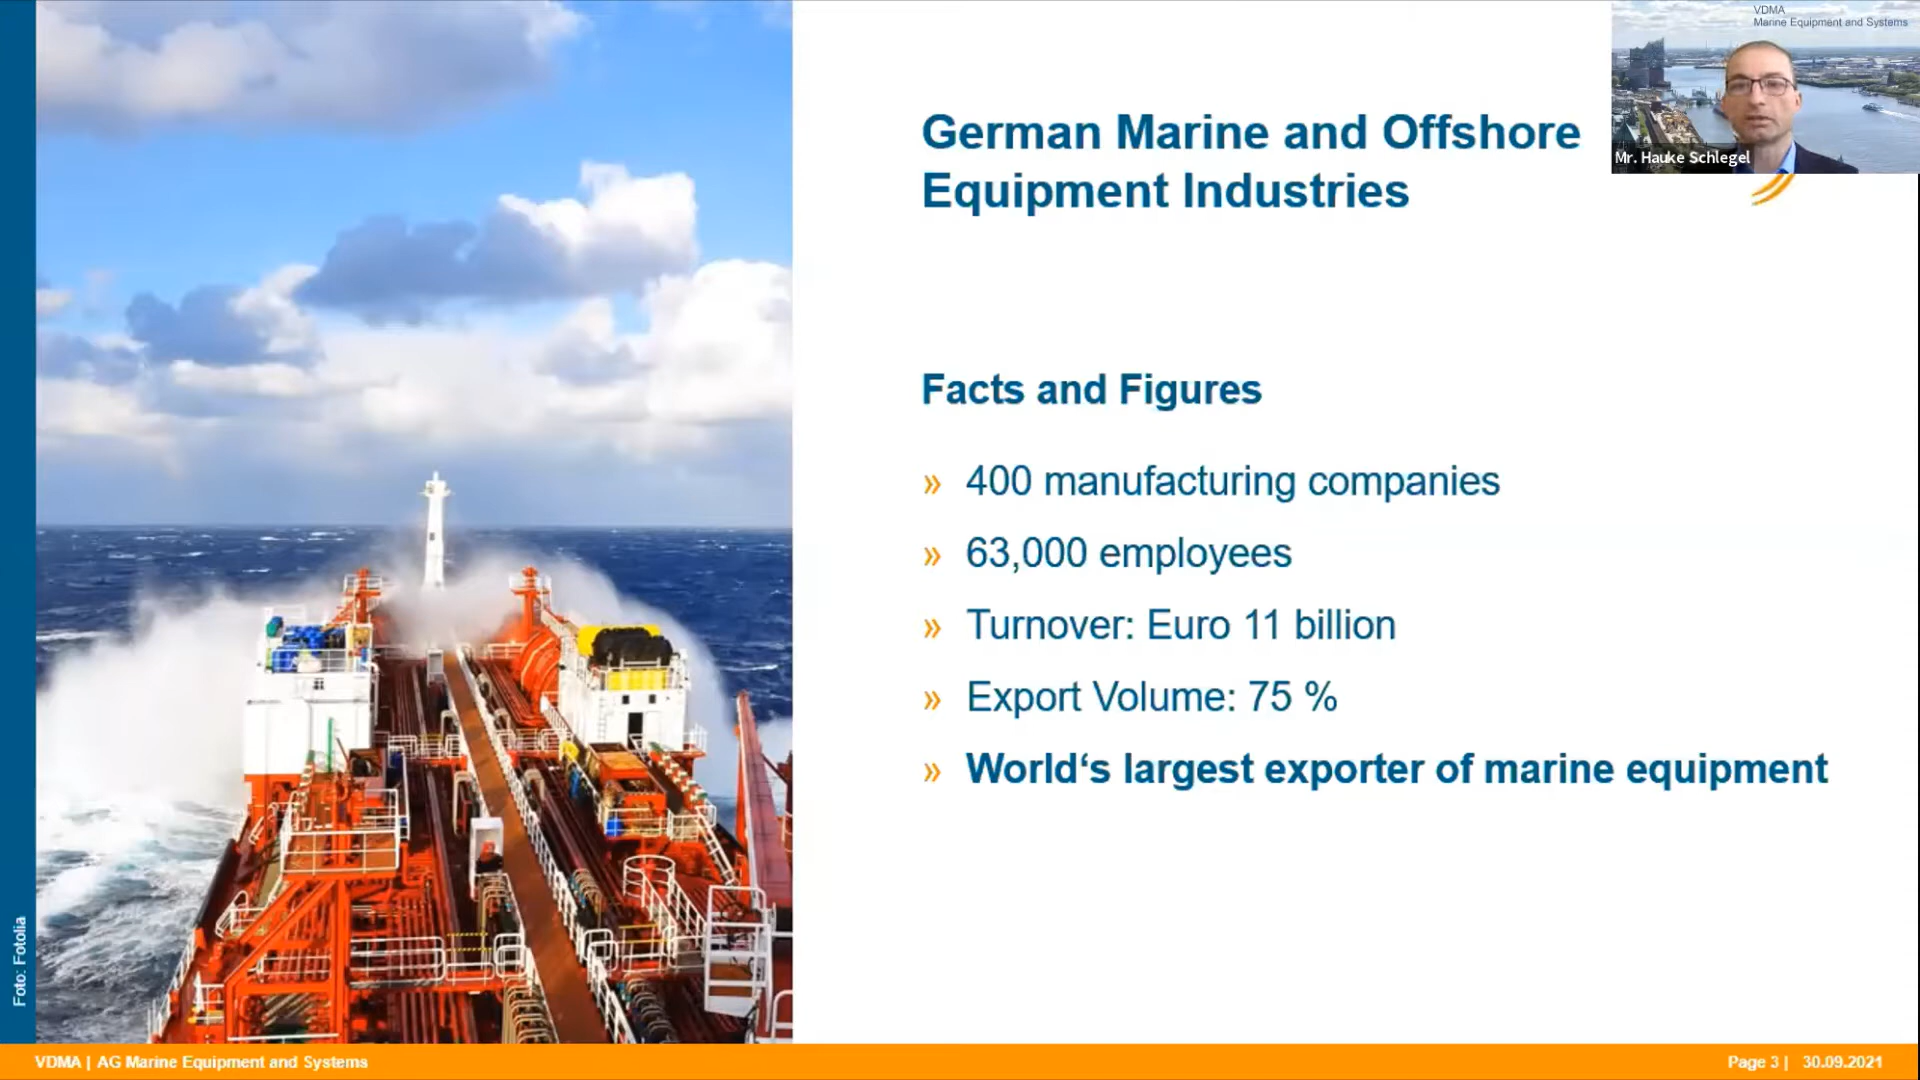 VDMA
Marine Equipment and Systems
Mr. Hauke Schlegel
German Marine and Offshore
Equipment Industries
Facts and Figures
» 400 manufacturing companies
» 63,000 employees
» Turnover: Euro 11 billion
» Export Volume: 75 %
» World‘s largest exporter of marine equipment
Foto: Fotolia
VDMA | AG Marine Equipment and Systems
Page 3 | 30.09.2021